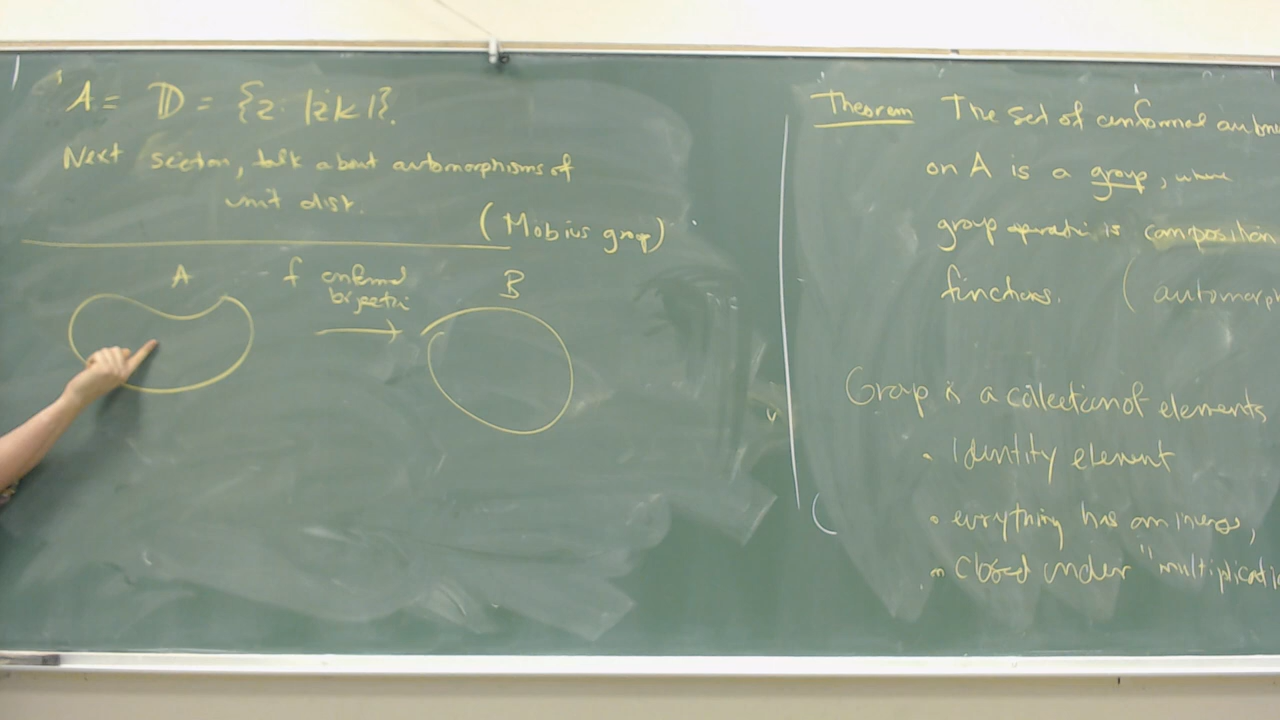 A = 𝔻 = {z: |z|<1}.
Next section, talk about automorphisms of
unit disk.
(Möbius group)
A
f conformal
bijection
B
Theorem The set of conformal autom
on A is a group, where
group operation is composition
functions. (automorph
Group is a collection of elements
• Identity element
• everything has an inverse,
• Closed under "multiplicati